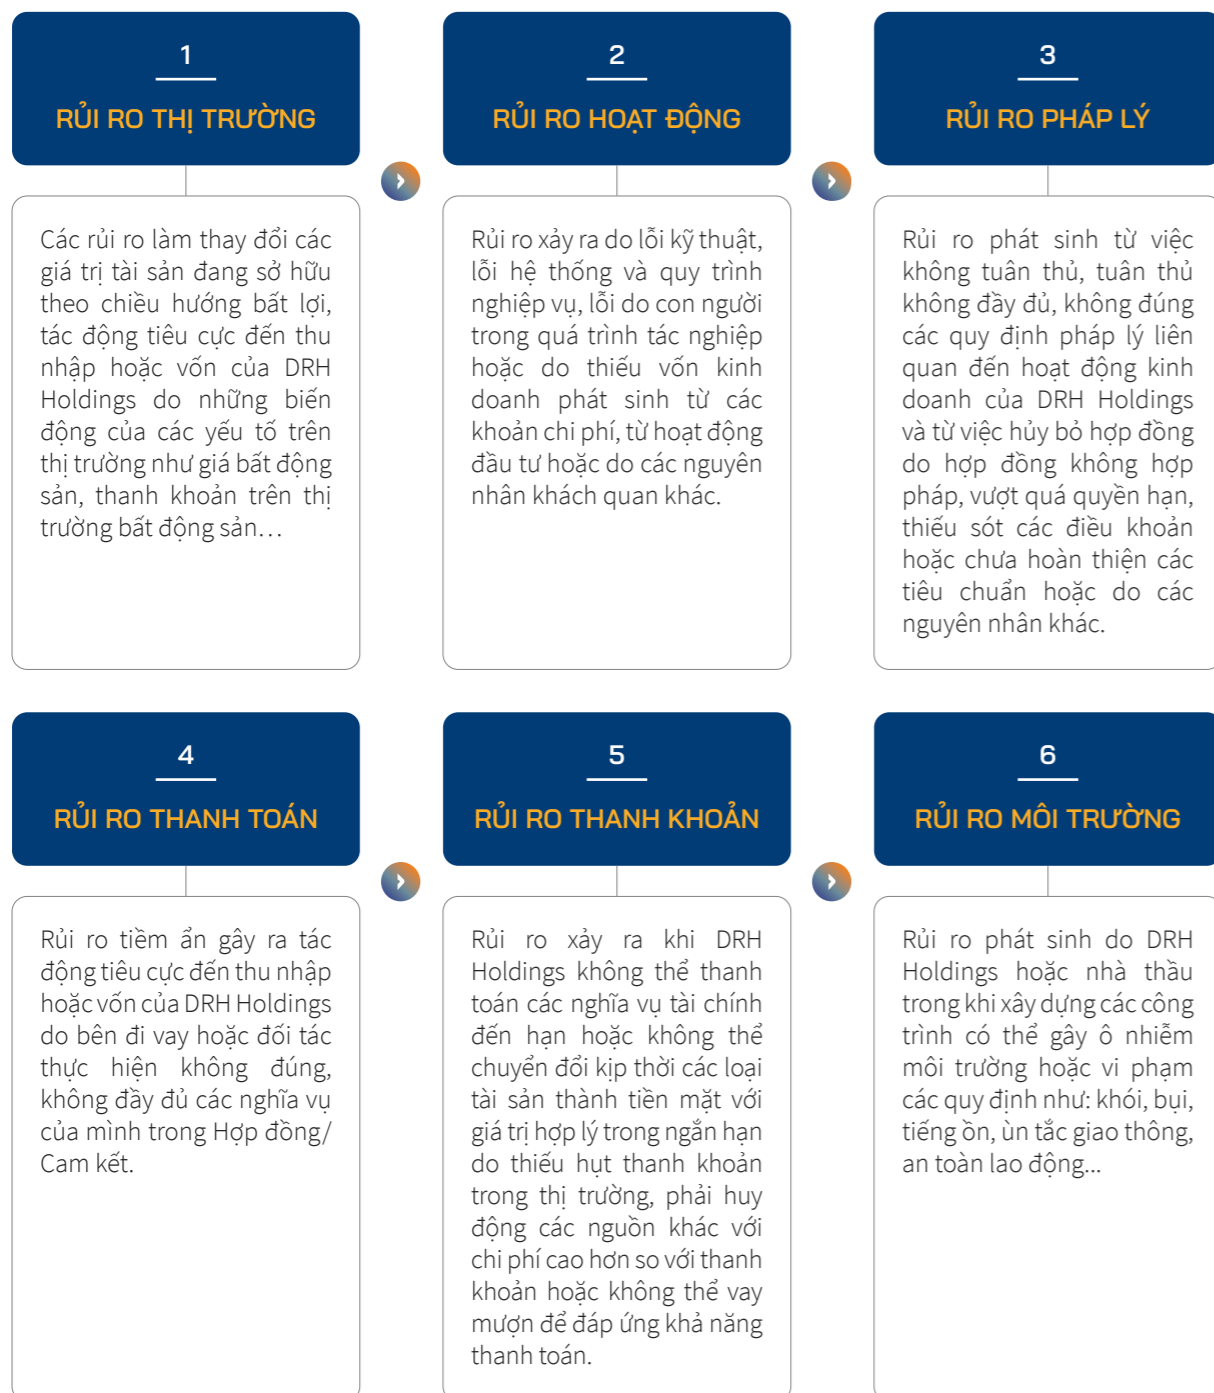 1
RỦI RO THỊ TRƯỜNG
Các rủi ro làm thay đổi các
giá trị tài sản đang sở hữu
theo chiều hướng bất lợi,
tác động tiêu cực đến thu
nhập hoặc vốn của DRH
Holdings do những biến
động của các yếu tố trên
thị trường như giá bất động
sản, thanh khoản trên thị
trường bất động sản…
2
RỦI RO HOẠT ĐỘNG
Rủi ro xảy ra do lỗi kỹ thuật,
lỗi hệ thống và quy trình
nghiệp vụ, lỗi do con người
trong quá trình tác nghiệp
hoặc do thiếu vốn kinh
doanh phát sinh từ các
khoản chi phí, từ hoạt động
đầu tư hoặc do các nguyên
nhân khách quan khác.
3
RỦI RO PHÁP LÝ
Rủi ro phát sinh từ việc
không tuân thủ, tuân thủ
không đầy đủ, không đúng
các quy định pháp lý liên
quan đến hoạt động kinh
doanh của DRH Holdings
và từ việc hủy bỏ hợp đồng
do hợp đồng không hợp
pháp, vượt quá quyền hạn,
thiếu sót các điều khoản
hoặc chưa hoàn thiện các
tiêu chuẩn hoặc do các
nguyên nhân khác.
4
RỦI RO THANH TOÁN
Rủi ro tiềm ẩn gây ra tác
động tiêu cực đến thu nhập
hoặc vốn của DRH Holdings
do bên đi vay hoặc đối tác
thực hiện không đúng,
không đầy đủ các nghĩa vụ
của mình trong Hợp đồng/
Cam kết.
5
RỦI RO THANH KHOẢN
Rủi ro xảy ra khi DRH
Holdings không thể thanh
toán các nghĩa vụ tài chính
đến hạn hoặc không thể
chuyển đổi kịp thời các loại
tài sản thành tiền mặt với
giá trị hợp lý trong ngắn hạn
do thiếu hụt thanh khoản
trong thị trường, phải huy
động các nguồn khác với
chi phí cao hơn so với thanh
khoản hoặc không thể vay
mượn để đáp ứng khả năng
thanh toán.
6
RỦI RO MÔI TRƯỜNG
Rủi ro phát sinh do DRH
Holdings hoặc nhà thầu
trong khi xây dựng các công
trình có thể gây ô nhiễm
môi trường hoặc vi phạm
các quy định như: khói, bụi,
tiếng ồn, ùn tắc giao thông,
an toàn lao động...